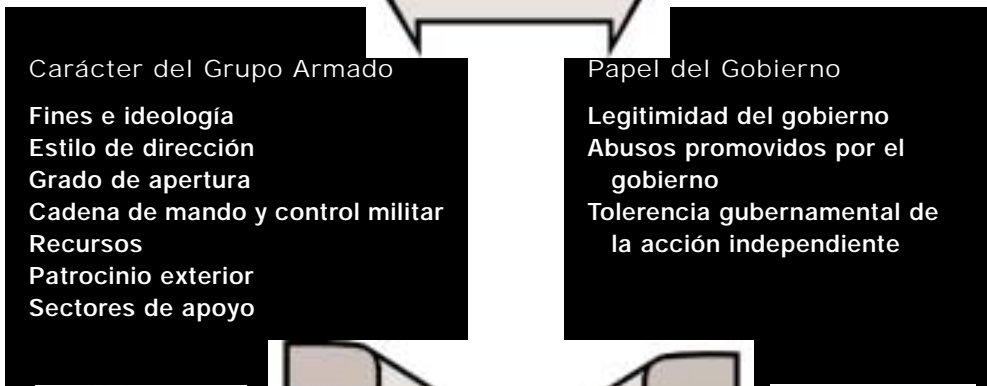 Carácter del Grupo Armado
Fines e ideología
Estilo de dirección
Grado de apertura
Cadena de mando y control militar
Recursos
Patrocinio exterior
Sectores de apoyo
Papel del Gobierno
Legitimidad del gobierno
Abusos promovidos por el
gobierno
Tolerencia gubernamental de
la acción independiente